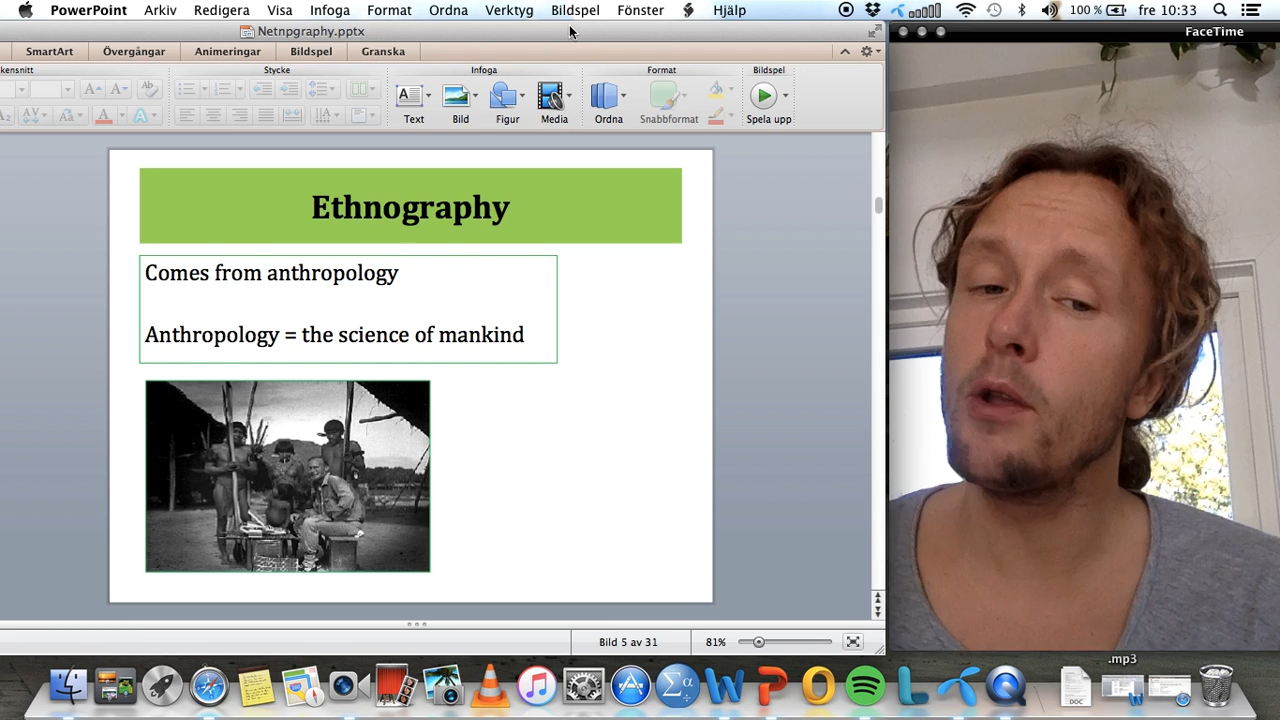 PowerPoint Arkiv Redigera Visa Infoga Format Ordna Verktyg Bildspel Fönster Hjälp 100 % fre 10:33
Netnpgraphy.pptx
FaceTime
SmartArt Övergångar Animeringar Bildspel Granska
kensnitt Stycke Infoga Format Bildspel
Text Bild Figur Media Ordna Snabbformat Spela upp
Ethnography
Comes from anthropology
Anthropology = the science of mankind
Bild 5 av 31 81%
.mp3
DOC